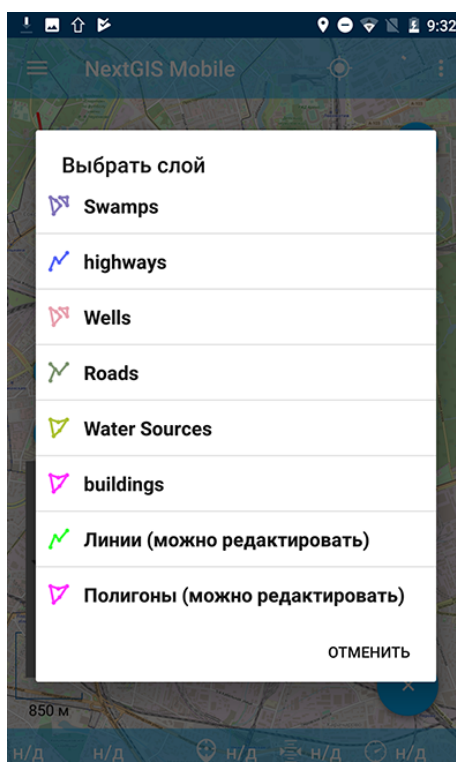 9:32
NextGIS Mobile
Выбрать слой
Swamps
highways
Wells
Roads
Water Sources
buildings
Линии (можно редактировать)
Полигоны (можно редактировать)
ОТМЕНИТЬ
850 м
н/д н/д н/д н/д н/д